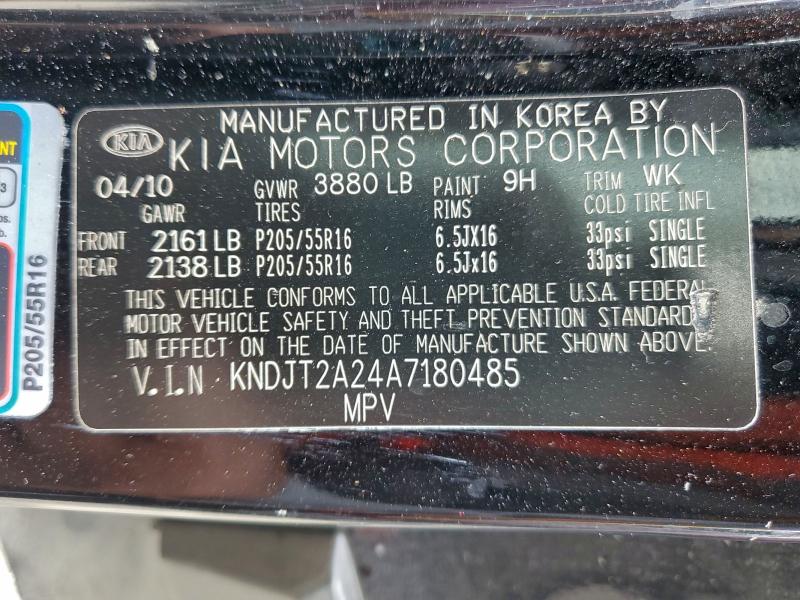 MANUFACTURED IN KOREA BY
KIA KIA MOTORS CORPORATION
04/10 GVWR 3880 LB PAINT 9H TRIM WK
GAWR TIRES RIMS COLD TIRE INFL
FRONT 2161 LB P205/55R16 6.5JX16 33psi SINGLE
REAR 2138 LB P205/55R16 6.5Jx16 33psi SINGLE
THIS VEHICLE CONFORMS TO ALL APPLICABLE U.S.A. FEDERAL
MOTOR VEHICLE SAFETY AND THEFT PREVENTION STANDARDS
IN EFFECT ON THE DATE OF MANUFACTURE SHOWN ABOVE.
V.I.N KNDJT2A24A7180485
MPV
P205/55R16